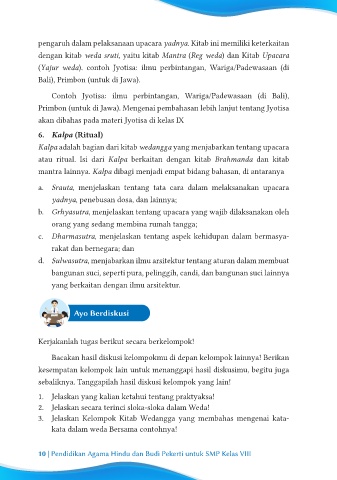 pengaruh dalam pelaksanaan upacara yadnya. Kitab ini memiliki keterkaitan
dengan kitab weda sruti, yaitu kitab Mantra (Reg weda) dan Kitab Upacara
(Yajur weda). contoh Jyotisa: ilmu perbintangan, Wariga/Padewasaan (di
Bali), Primbon (untuk di Jawa).
Contoh Jyotisa: ilmu perbintangan, Wariga/Padewasaan (di Bali),
Primbon (untuk di Jawa). Mengenai pembahasan lebih lanjut tentang Jyotisa
akan dibahas pada materi Jyotisa di kelas IX
6. Kalpa (Ritual)
Kalpa adalah bagian dari kitab wedangga yang menjabarkan tentang upacara
atau ritual. Isi dari Kalpa berkaitan dengan kitab Brahmanda dan kitab
mantra lainnya. Kalpa dibagi menjadi empat bidang bahasan, di antaranya
a. Srauta, menjelaskan tentang tata cara dalam melaksanakan upacara
yadnya, penebusan dosa, dan lainnya;
b. Grhyasutra, menjelaskan tentang upacara yang wajib dilaksanakan oleh
orang yang sedang membina rumah tangga;
c. Dharmasutra, menjelaskan tentang aspek kehidupan dalam bermasya-
rakat dan bernegara; dan
d. Sulwasutra, menjabarkan ilmu arsitektur tentang aturan dalam membuat
bangunan suci, seperti pura, pelinggih, candi, dan bangunan suci lainnya
yang berkaitan dengan ilmu arsitektur.
Ayo Berdiskusi
Kerjakanlah tugas berikut secara berkelompok!
Bacakan hasil diskusi kelompokmu di depan kelompok lainnya! Berikan
kesempatan kelompok lain untuk menanggapi hasil diskusimu, begitu juga
sebaliknya. Tanggapilah hasil diskusi kelompok yang lain!
1. Jelaskan yang kalian ketahui tentang praktyaksa!
2. Jelaskan secara terinci sloka-sloka dalam Weda!
3. Jelaskan Kelompok Kitab Wedangga yang membahas mengenai kata-
kata dalam weda Bersama contohnya!
10 | Pendidikan Agama Hindu dan Budi Pekerti untuk SMP Kelas VIII